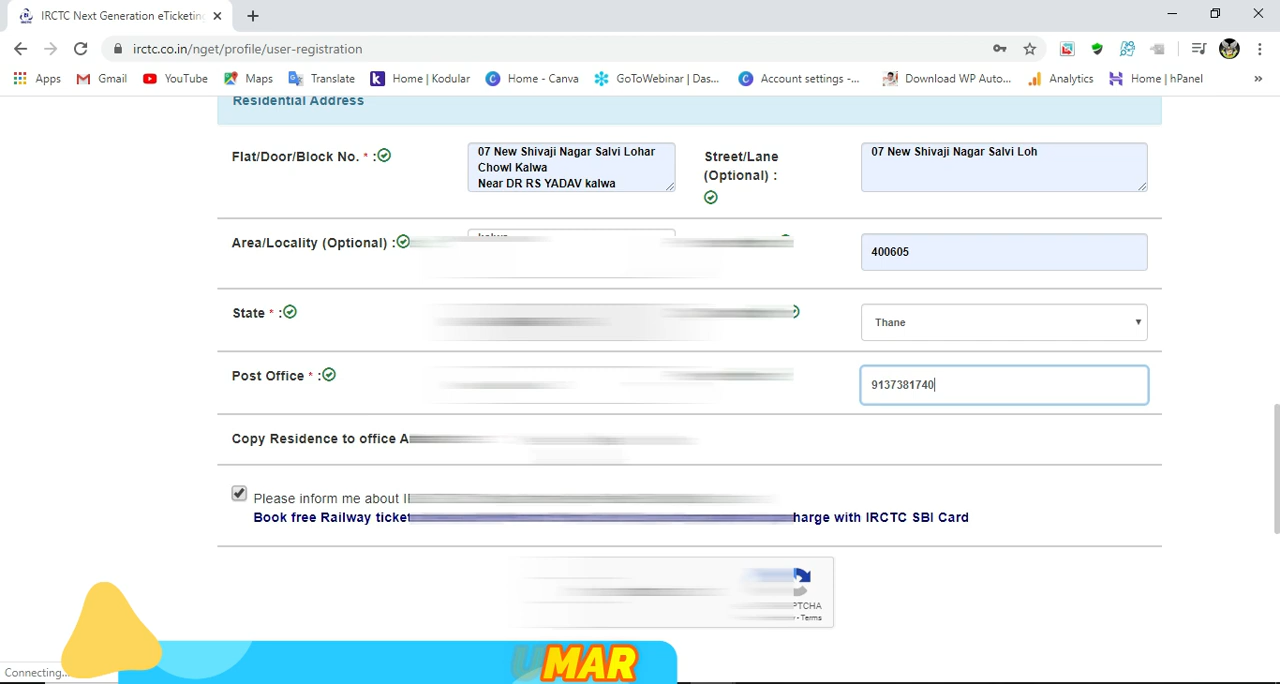 IRCTC Next Generation eTicketing
irctc.co.in/nget/profile/user-registration
Apps Gmail YouTube Maps Translate Home | Kodular Home - Canva GoToWebinar | Das... Account settings -... Download WP Auto... Analytics Home | hPanel »
Residential Address
Flat/Door/Block No. * :
07 New Shivaji Nagar Salvi Lohar
Chowl Kalwa
Near DR RS YADAV kalwa
Street/Lane
(Optional) :
07 New Shivaji Nagar Salvi Loh
Area/Locality (Optional) :
400605
State * :
Thane
Post Office * :
9137381740
Copy Residence to office
Please inform me about
Book free Railway ticket
harge with IRCTC SBI Card
PTCHA
- Terms
Connecting...
UMAR